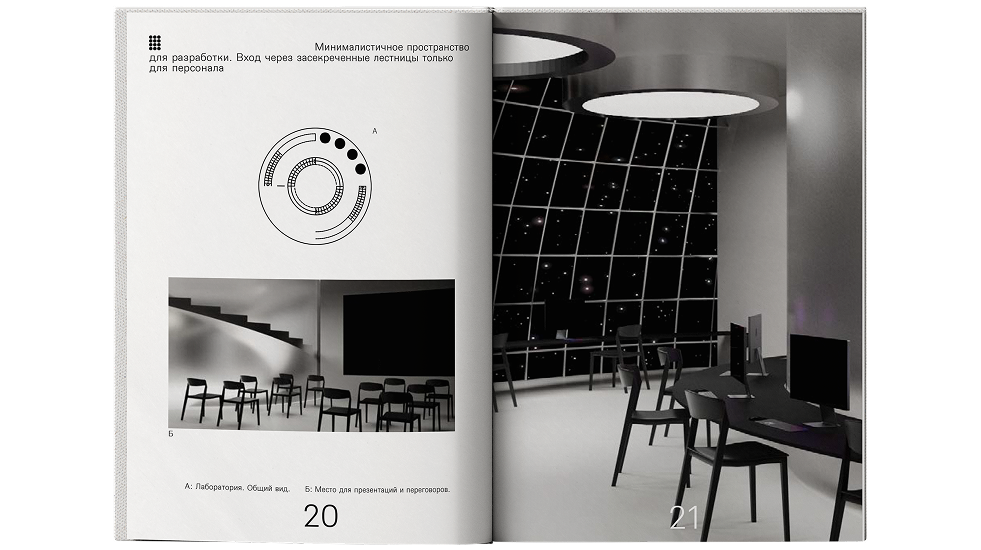 Минималистичное пространство
для разработки. Вход через засекреченные лестницы только
для персонала
А
Б
А: Лаборатория. Общий вид. Б: Место для презентаций и переговоров.
20
21